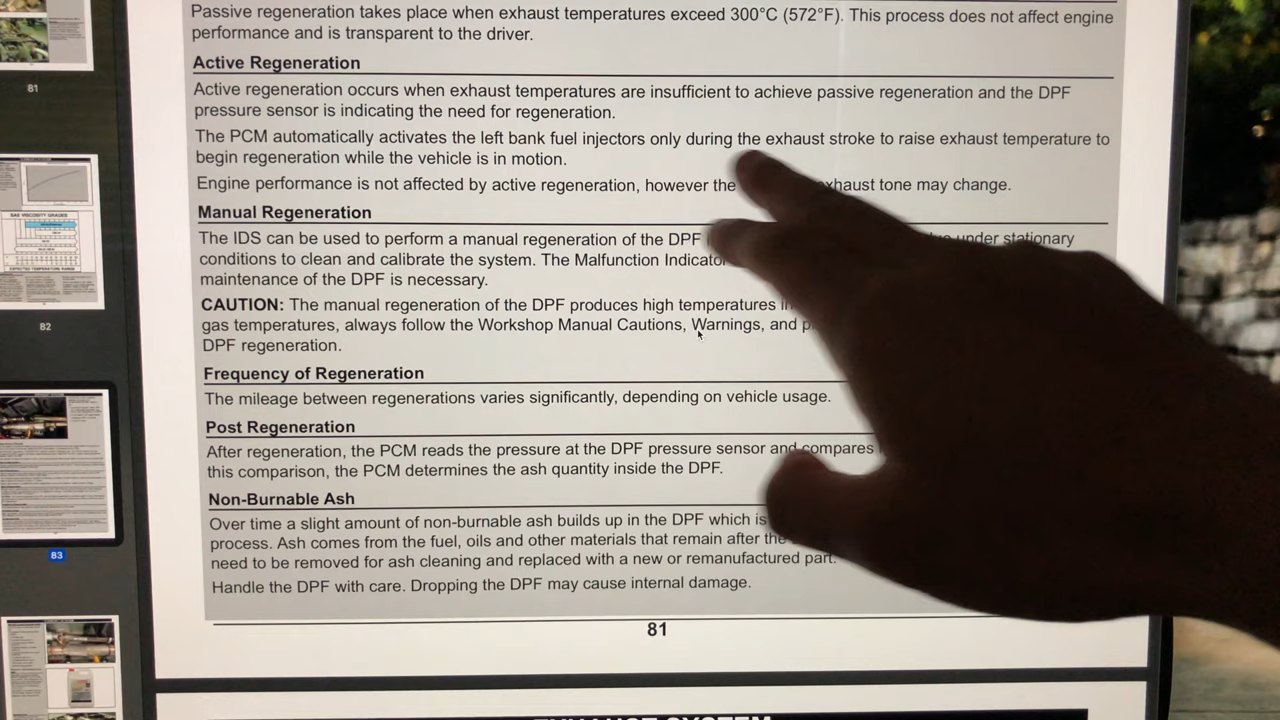 Passive regeneration takes place when exhaust temperatures exceed 300°C (572°F). This process does not affect engine
performance and is transparent to the driver.
Active Regeneration
Active regeneration occurs when exhaust temperatures are insufficient to achieve passive regeneration and the DPF
pressure sensor is indicating the need for regeneration.
The PCM automatically activates the left bank fuel injectors only during the exhaust stroke to raise exhaust temperature to
begin regeneration while the vehicle is in motion.
Engine performance is not affected by active regeneration, however the exhaust tone may change.
Manual Regeneration
The IDS can be used to perform a manual regeneration of the DPF under stationary
conditions to clean and calibrate the system. The Malfunction
maintenance of the DPF is necessary.
CAUTION: The manual regeneration of the DPF produces high temperatures
gas temperatures, always follow the Workshop Manual Cautions, Warnings, and
DPF regeneration.
Frequency of Regeneration
The mileage between regenerations varies significantly, depending on vehicle usage.
Post Regeneration
After regeneration, the PCM reads the pressure at the DPF pressure sensor and compares
this comparison, the PCM determines the ash quantity inside the DPF.
Non-Burnable Ash
Over time a slight amount of non-burnable ash builds up in the DPF which is
process. Ash comes from the fuel, oils and other materials that remain after the
need to be removed for ash cleaning and replaced with a new or remanufactured part.
Handle the DPF with care. Dropping the DPF may cause internal damage.
81
EXHAUST SYSTEM
81
SAE VISCOSITY GRADES
82
83